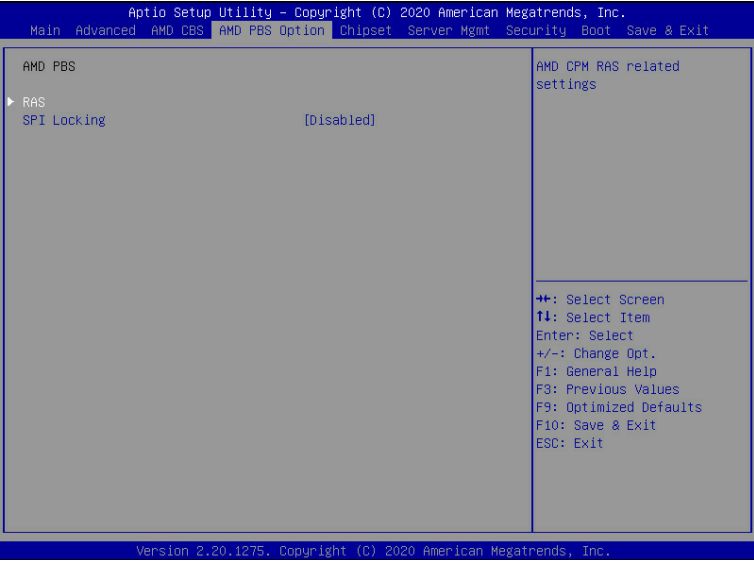 Aptio Setup Utility – Copyright (C) 2020 American Megatrends, Inc.
Main Advanced AMD CBS AMD PBS Option Chipset Server Mgmt Security Boot Save & Exit
AMD PBS
RAS
SPI Locking [Disabled]
AMD CPM RAS related
settings
→←: Select Screen
↑↓: Select Item
Enter: Select
+/-: Change Opt.
F1: General Help
F3: Previous Values
F9: Optimized Defaults
F10: Save & Exit
ESC: Exit
Version 2.20.1275. Copyright (C) 2020 American Megatrends, Inc.